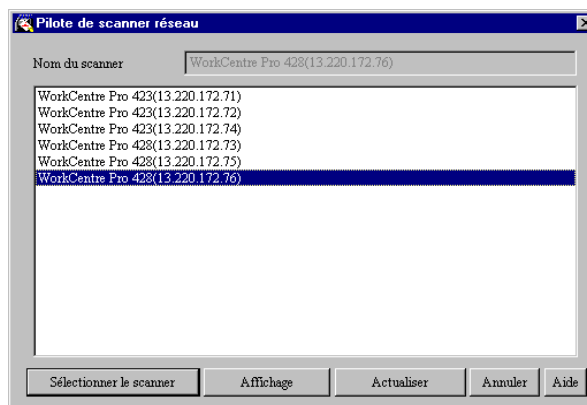 Pilote de scanner réseau
Nom du scanner WorkCentre Pro 428(13.220.172.76)
WorkCentre Pro 423(13.220.172.71)
WorkCentre Pro 423(13.220.172.72)
WorkCentre Pro 423(13.220.172.74)
WorkCentre Pro 428(13.220.172.73)
WorkCentre Pro 428(13.220.172.75)
WorkCentre Pro 428(13.220.172.76)
Sélectionner le scanner Affichage Actualiser Annuler Aide